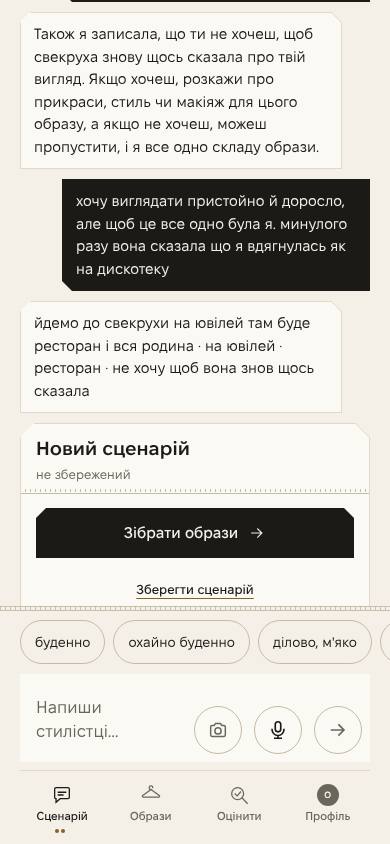 Також я записала, що ти не хочеш, щоб
свекруха знову щось сказала про твій
вигляд. Якщо хочеш, розкажи про
прикраси, стиль чи макіяж для цього
образу, а якщо не хочеш, можеш
пропустити, і я все одно складу образи.
хочу виглядати пристойно й доросло,
але щоб це все одно була я. минулого
разу вона сказала що я вдягнулась як
на дискотеку
йдемо до свекрухи на ювілей там буде
ресторан і вся родина · на ювілей ·
ресторан · не хочу щоб вона знов щось
сказала
Новий сценарій
не збережений
Зібрати образи →
Зберегти сценарій
буденно
охайно буденно
ділово, м'яко
Напиши
стилістці...
Сценарій
Образи
Оцінити
О
Профіль